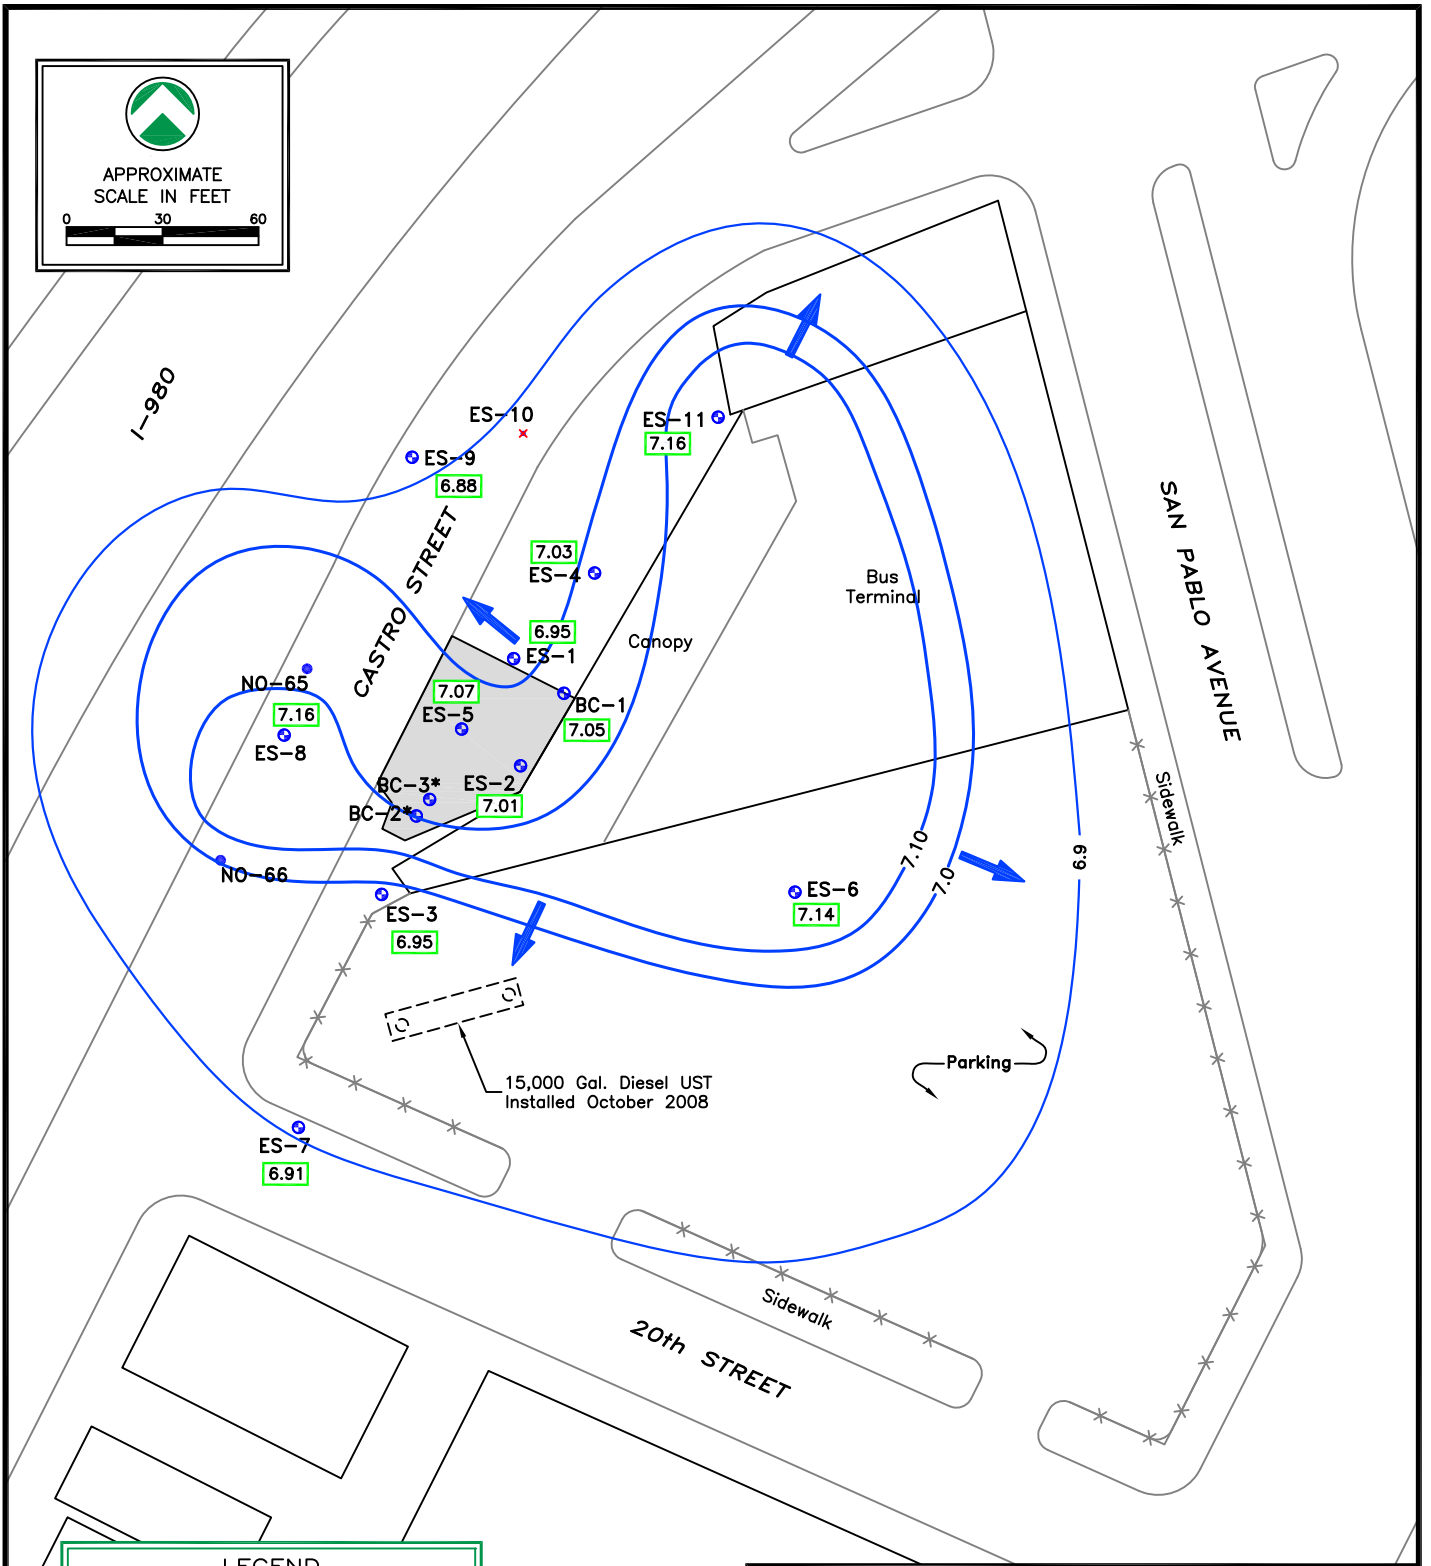 APPROXIMATE
SCALE IN FEET
0 30 60
I-980
ES-10
ES-9
6.88
ES-11
7.16
CASTRO STREET
7.03
ES-4
6.95
ES-1
Canopy
Bus
Terminal
SAN PABLO AVENUE
NO-65
7.16
ES-8
7.07
ES-5
BC-1
7.05
BC-3*
ES-2
7.01
BC-2*
NO-66
ES-3
6.95
ES-6
7.14
7.10
7.0
6.9
Sidewalk
15,000 Gal. Diesel UST
Installed October 2008
Parking
ES-7
6.91
Sidewalk
20th STREET
LEGEND